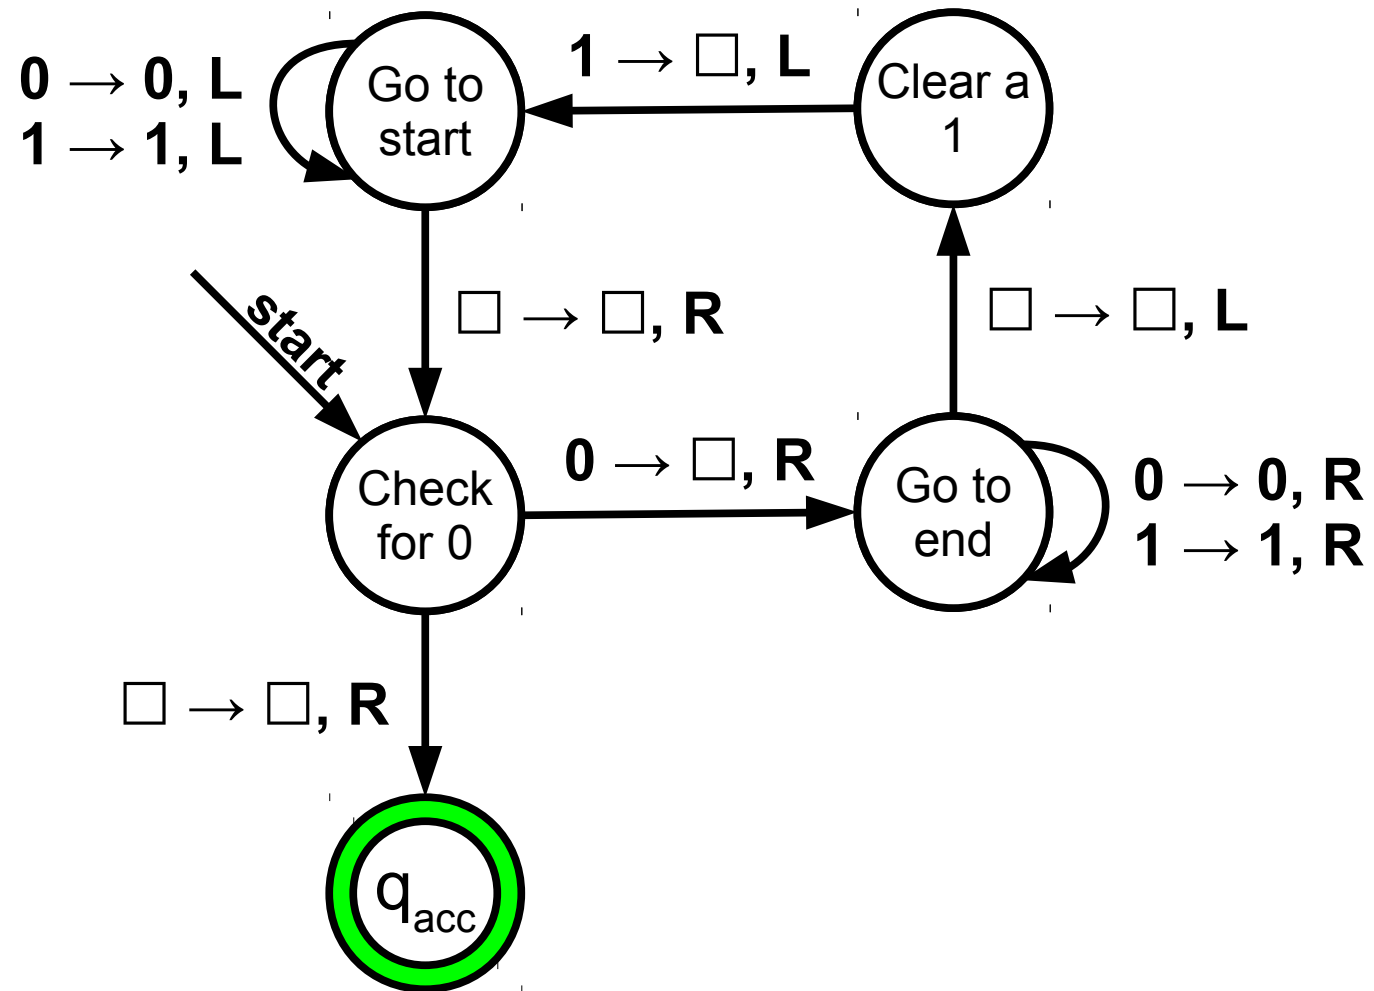 1 → □, L
0 → 0, L
1 → 1, L
Go to
start
Clear a
1
start
□ → □, R
□ → □, L
Check
for 0
0 → □, R
Go to
end
0 → 0, R
1 → 1, R
□ → □, R
qacc